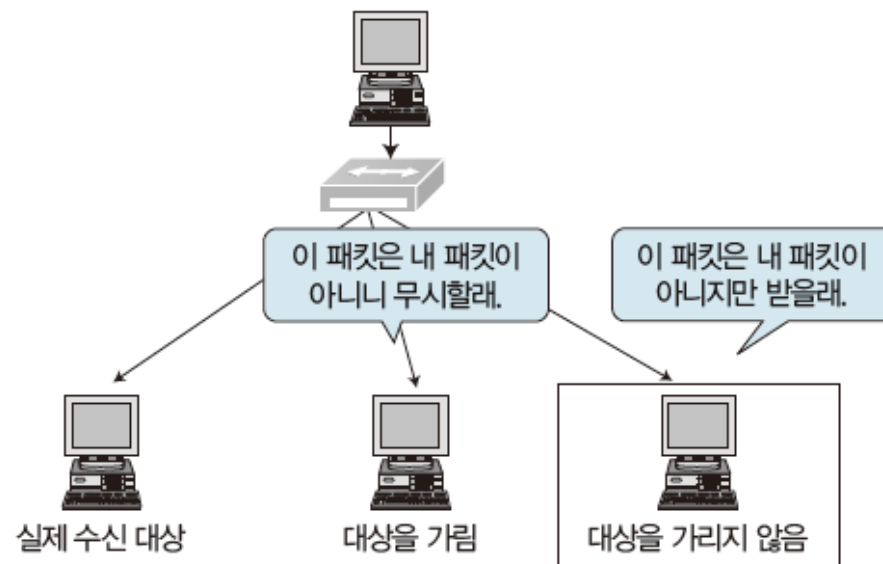 이 패킷은 내 패킷이
아니니 무시할래.
이 패킷은 내 패킷이
아니지만 받을래.
실제 수신 대상
대상을 가림
대상을 가리지 않음